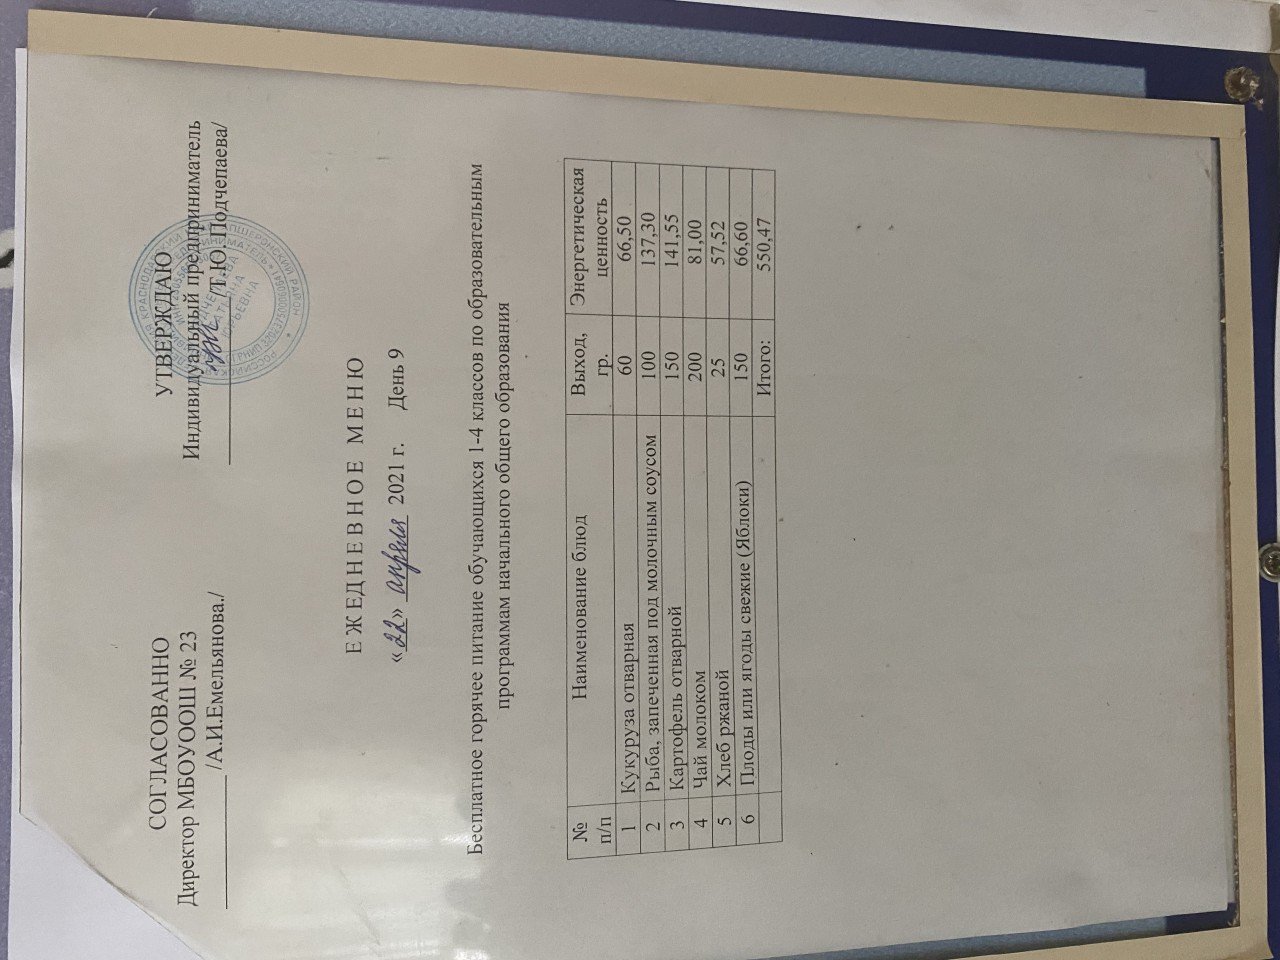 СОГЛАСОВАННО
Директор МБОУООШ № 23
/А.И.Емельянова./
УТВЕРЖДАЮ
Индивидуальный предприниматель
/Т.Ю.Подчепаева/
ЕЖЕДНЕВНОЕ МЕНЮ
«22» апреля 2021 г. День 9
Бесплатное горячее питание обучающихся 1-4 классов по образовательным
программам начального общего образования
№ п/п Наименование блюд Выход, гр. Энергетическая ценность
1 Кукуруза отварная 60 66,50
2 Рыба, запеченная под молочным соусом 100 137,30
3 Картофель отварной 150 141,55
4 Чай молоком 200 81,00
5 Хлеб ржаной 25 57,52
6 Плоды или ягоды свежие (Яблоки) 150 66,60
Итого: 550,47